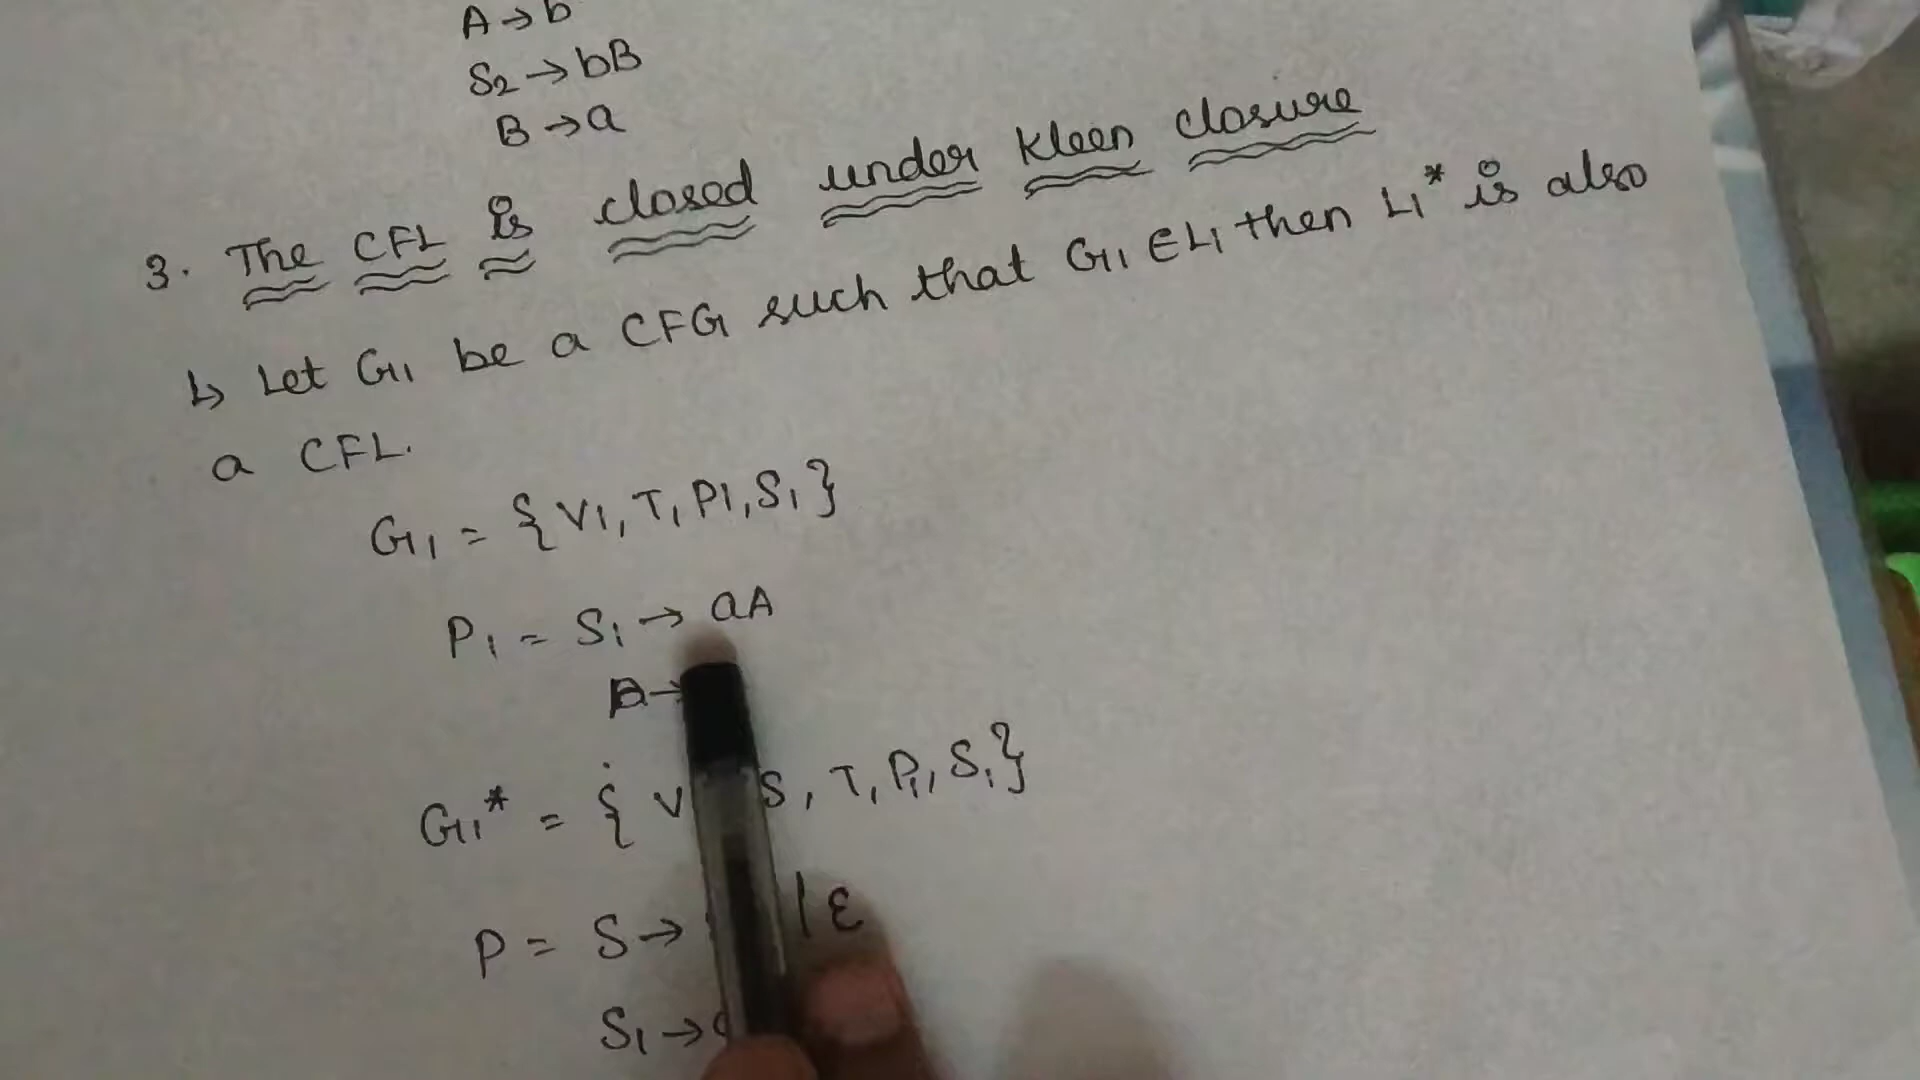 A → b
S2 → bB
B → a
3. The CFL is closed under Kleen closure
↳ Let G1 be a CFG such that G1 ∈ L1 then L1* is also
a CFL.
G1 = { V1, T, P1, S1 }
P1 = S1 → aA
→
G1* = { V S, T, P1, S1 }
P = S → | ε
S1 →